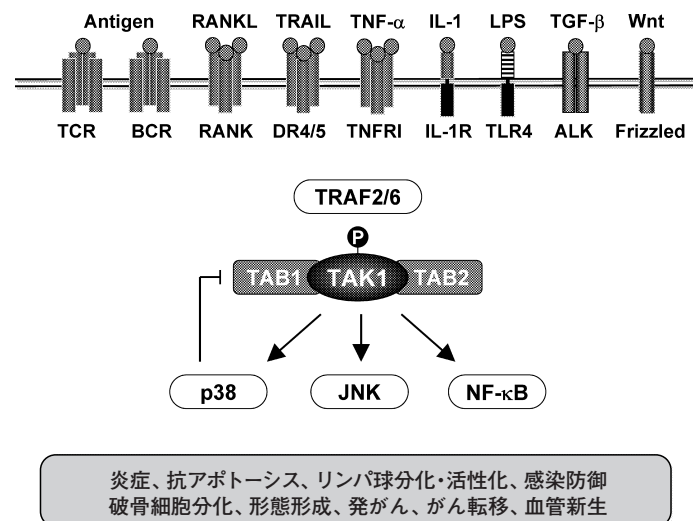 Antigen RANKL TRAIL TNF-α IL-1 LPS TGF-β Wnt
TCR BCR RANK DR4/5 TNFRI IL-1R TLR4 ALK Frizzled
TRAF2/6
P
TAB1 TAK1 TAB2
p38 JNK NF-κB
炎症、抗アポトーシス、リンパ球分化・活性化、感染防御
破骨細胞分化、形態形成、発がん、がん転移、血管新生